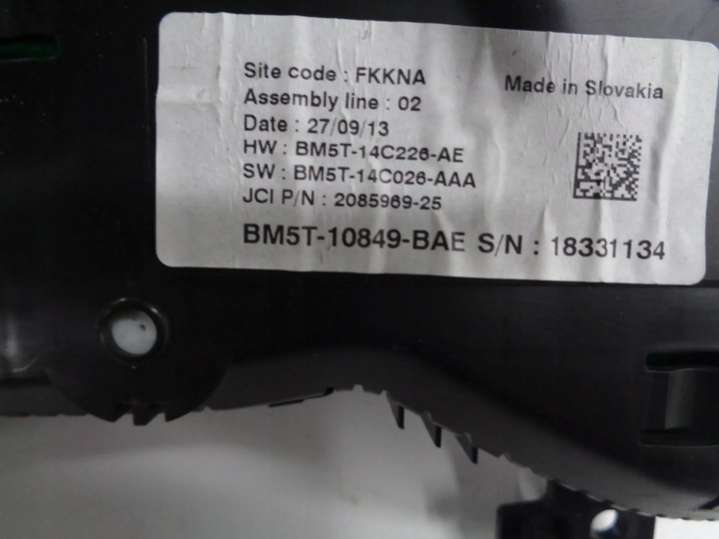 Site code : FKKNA
Made in Slovakia
Assembly line : 02
Date : 27/09/13
HW : BM5T-14C226-AE
SW : BM5T-14C026-AAA
JCI P/N : 2085969-25
BM5T-10849-BAE S/N : 18331134